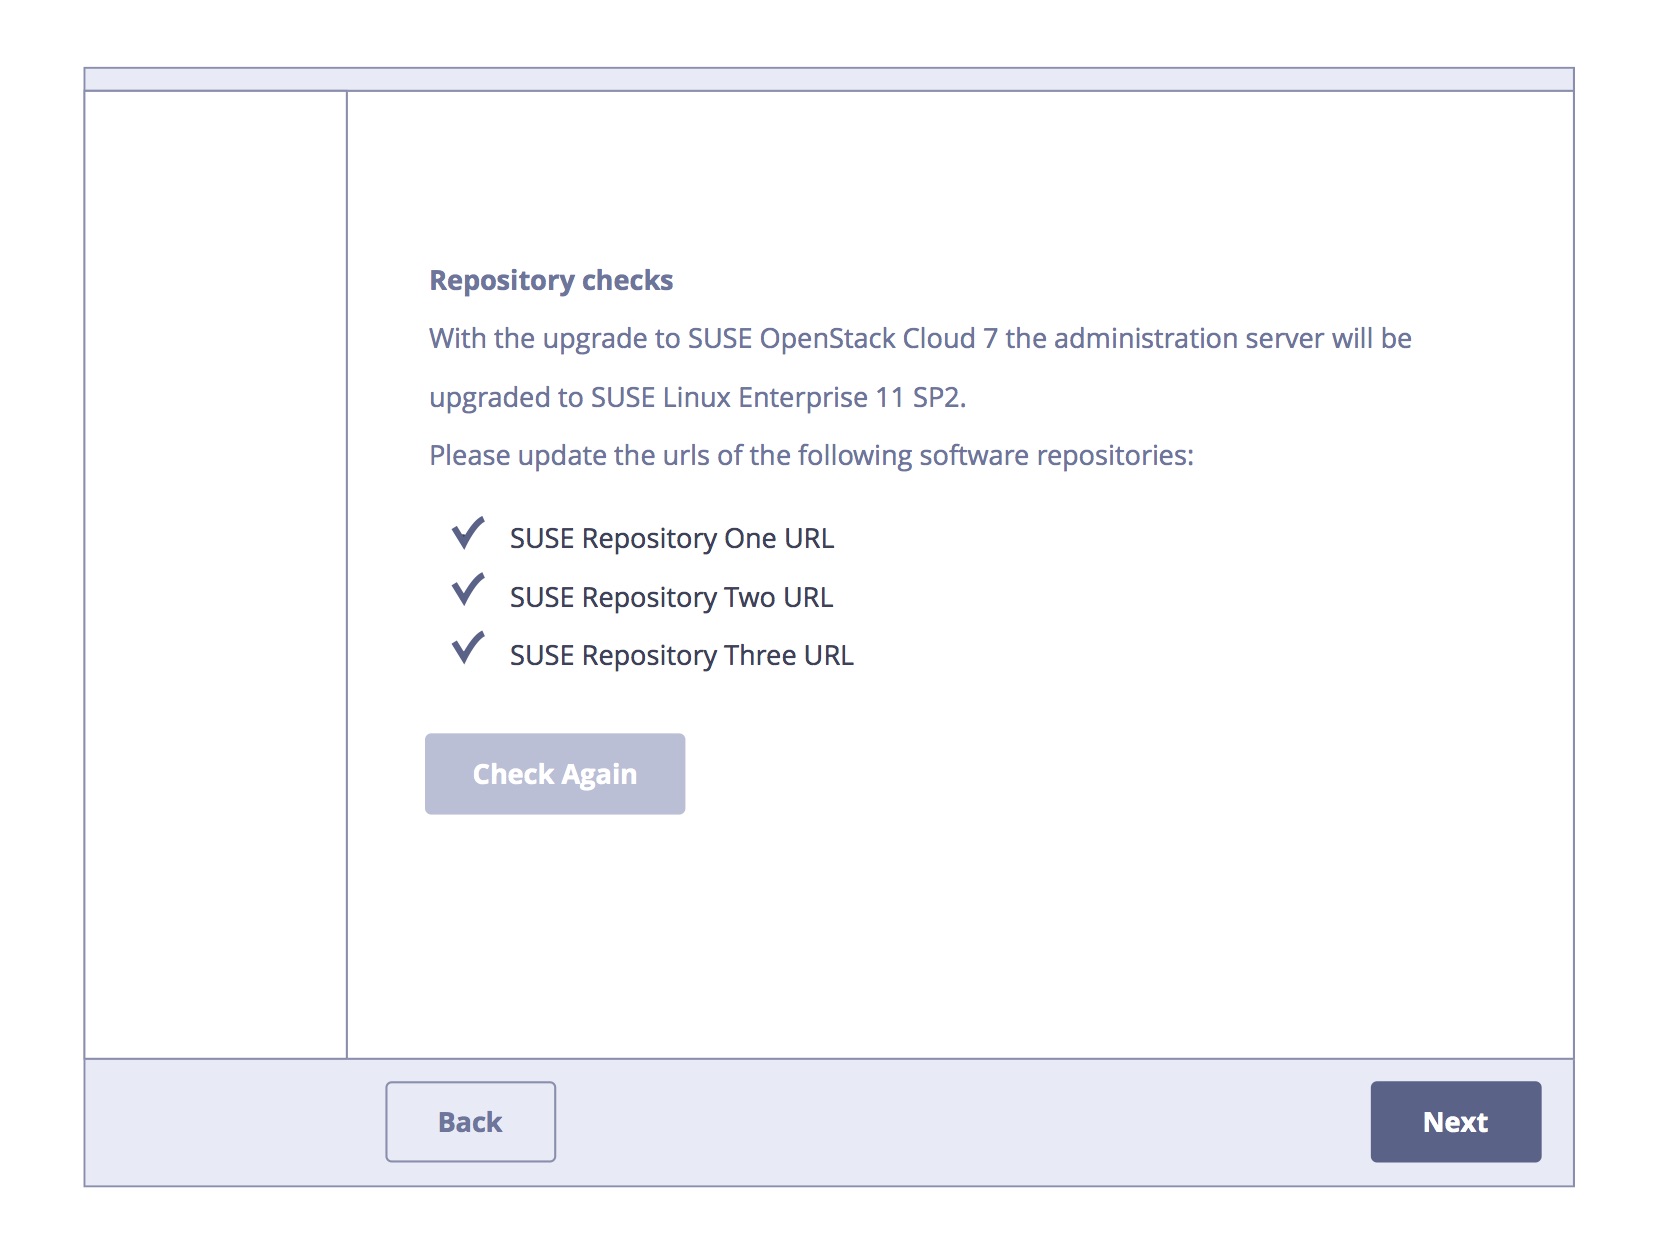 Repository checks
With the upgrade to SUSE OpenStack Cloud 7 the administration server will be
upgraded to SUSE Linux Enterprise 11 SP2.
Please update the urls of the following software repositories:
SUSE Repository One URL
SUSE Repository Two URL
SUSE Repository Three URL
Check Again
Back
Next